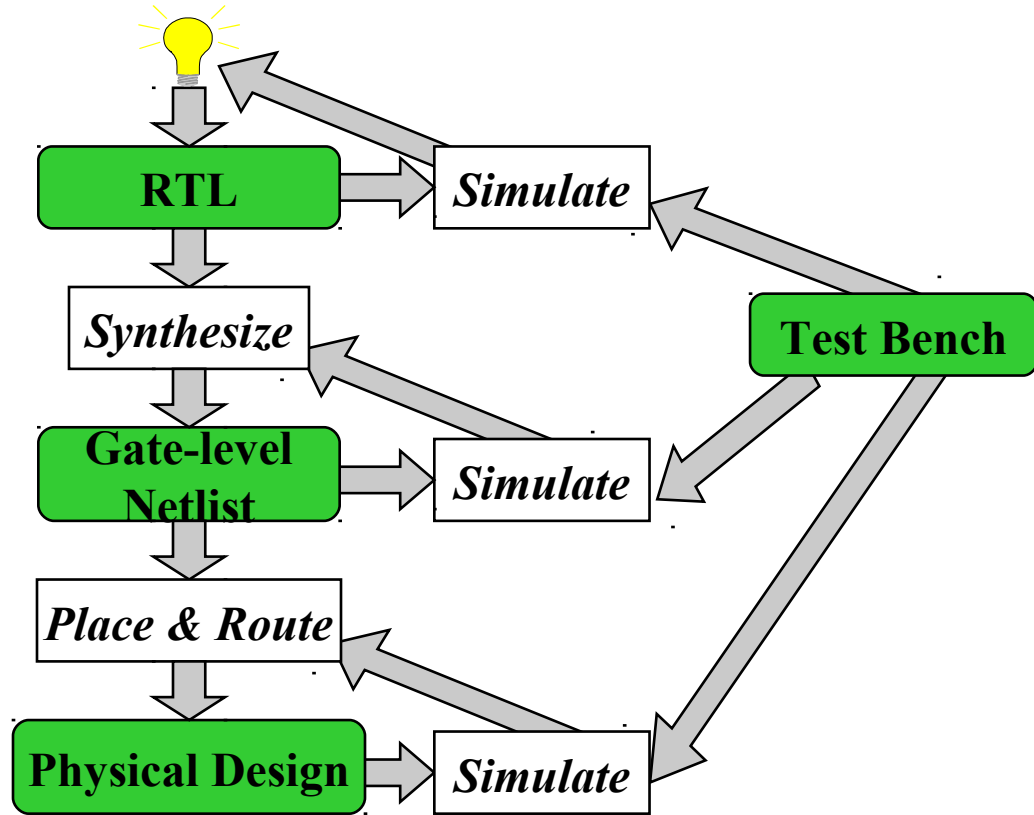 RTL
Simulate
Synthesize
Test Bench
Gate-level
Netlist
Simulate
Place & Route
Physical Design
Simulate